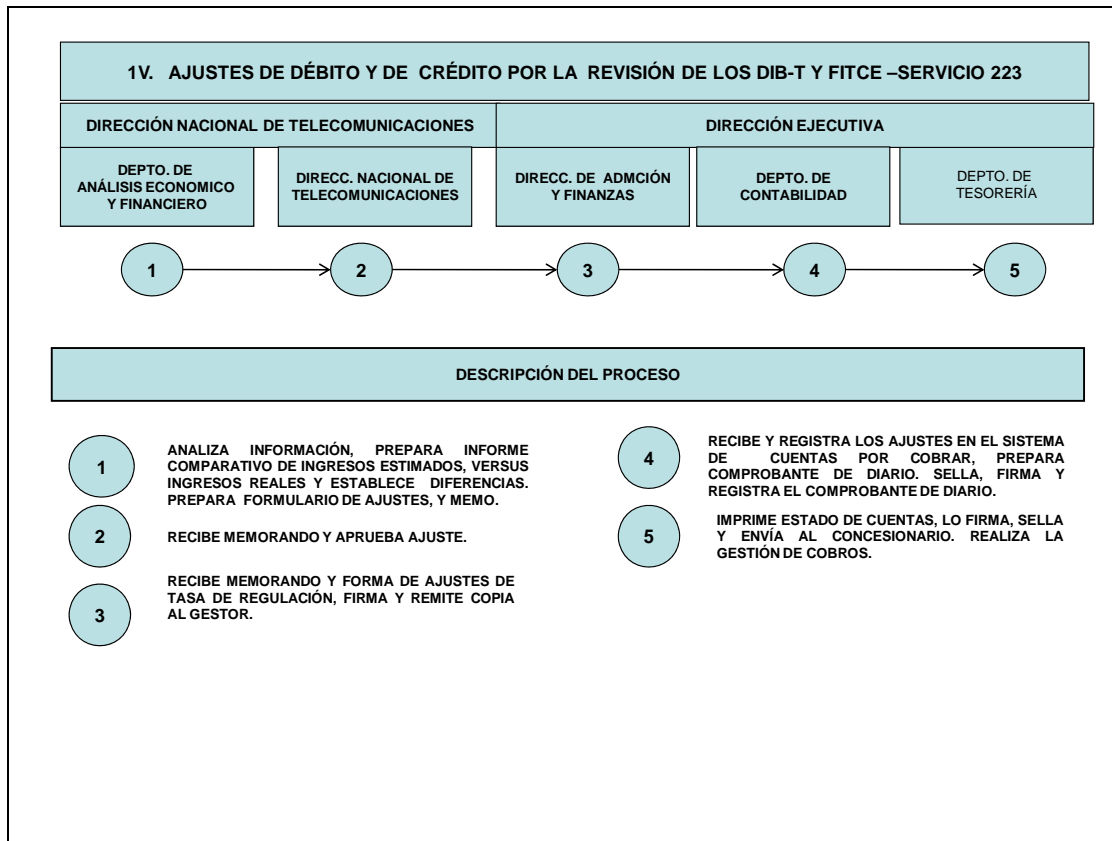 1V. AJUSTES DE DÉBITO Y DE CRÉDITO POR LA REVISIÓN DE LOS DIB-T Y FITCE –SERVICIO 223
DIRECCIÓN NACIONAL DE TELECOMUNICACIONES
DIRECCIÓN EJECUTIVA
DEPTO. DE
ANÁLISIS ECONOMICO
Y FINANCIERO
DIRECC. NACIONAL DE
TELECOMUNICACIONES
DIRECC. DE ADMCIÓN
Y FINANZAS
DEPTO. DE
CONTABILIDAD
DEPTO. DE
TESORERÍA
1
2
3
4
5
DESCRIPCIÓN DEL PROCESO
1
ANALIZA INFORMACIÓN, PREPARA INFORME
COMPARATIVO DE INGRESOS ESTIMADOS, VERSUS
INGRESOS REALES Y ESTABLECE DIFERENCIAS.
PREPARA FORMULARIO DE AJUSTES, Y MEMO.
2
RECIBE MEMORANDO Y APRUEBA AJUSTE.
3
RECIBE MEMORANDO Y FORMA DE AJUSTES DE
TASA DE REGULACIÓN, FIRMA Y REMITE COPIA
AL GESTOR.
4
RECIBE Y REGISTRA LOS AJUSTES EN EL SISTEMA
DE CUENTAS POR COBRAR, PREPARA
COMPROBANTE DE DIARIO. SELLA, FIRMA Y
REGISTRA EL COMPROBANTE DE DIARIO.
5
IMPRIME ESTADO DE CUENTAS, LO FIRMA, SELLA
Y ENVÍA AL CONCESIONARIO. REALIZA LA
GESTIÓN DE COBROS.